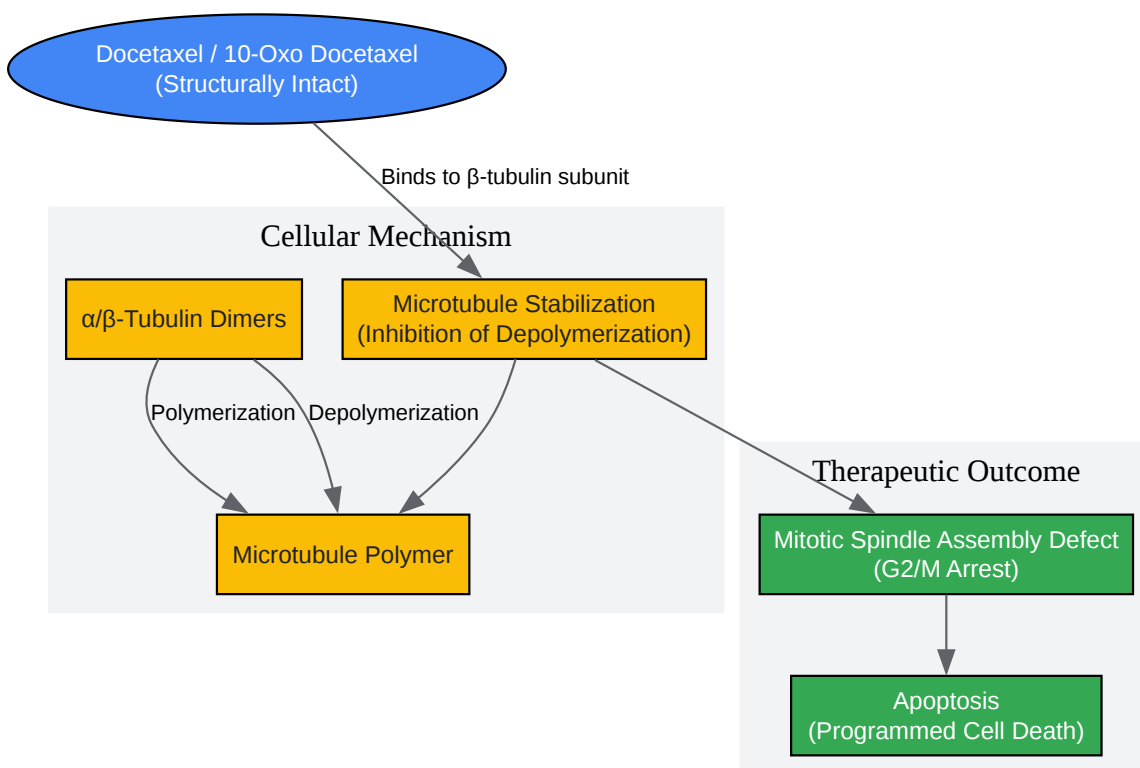 Docetaxel / 10-Oxo Docetaxel
(Structurally Intact)
Binds to β-tubulin subunit
Cellular Mechanism
α/β-Tubulin Dimers
Microtubule Stabilization
(Inhibition of Depolymerization)
Polymerization
Depolymerization
Microtubule Polymer
Therapeutic Outcome
Mitotic Spindle Assembly Defect
(G2/M Arrest)
Apoptosis
(Programmed Cell Death)